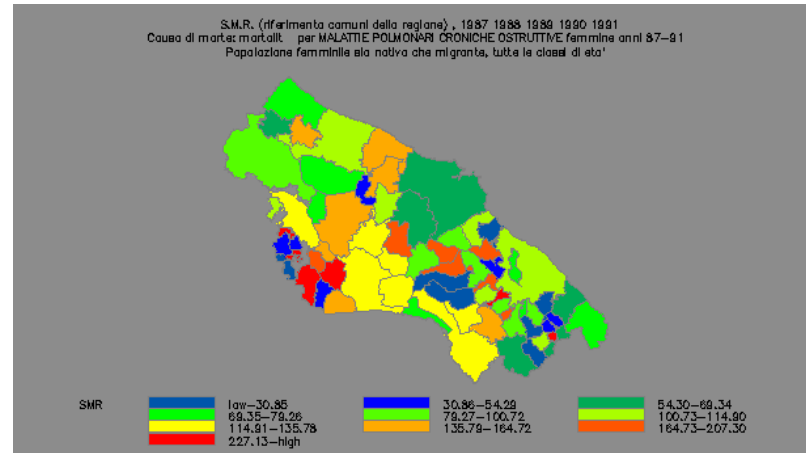 S.M.R. (riferimento comuni della regione) , 1987 1988 1989 1990 1991
Causa di morte: mortalit per MALATTIE POLMONARI CRONICHE OSTRUTTIVE femmine anni 87-91
Popolazione femminile sia nativa che migrante, tutte le classi di eta'
SMR low-30.85 30.86-54.29 54.30-69.34
69.35-79.26 79.27-100.72 100.73-114.90
114.91-135.78 135.79-164.72 164.73-207.30
227.13-high